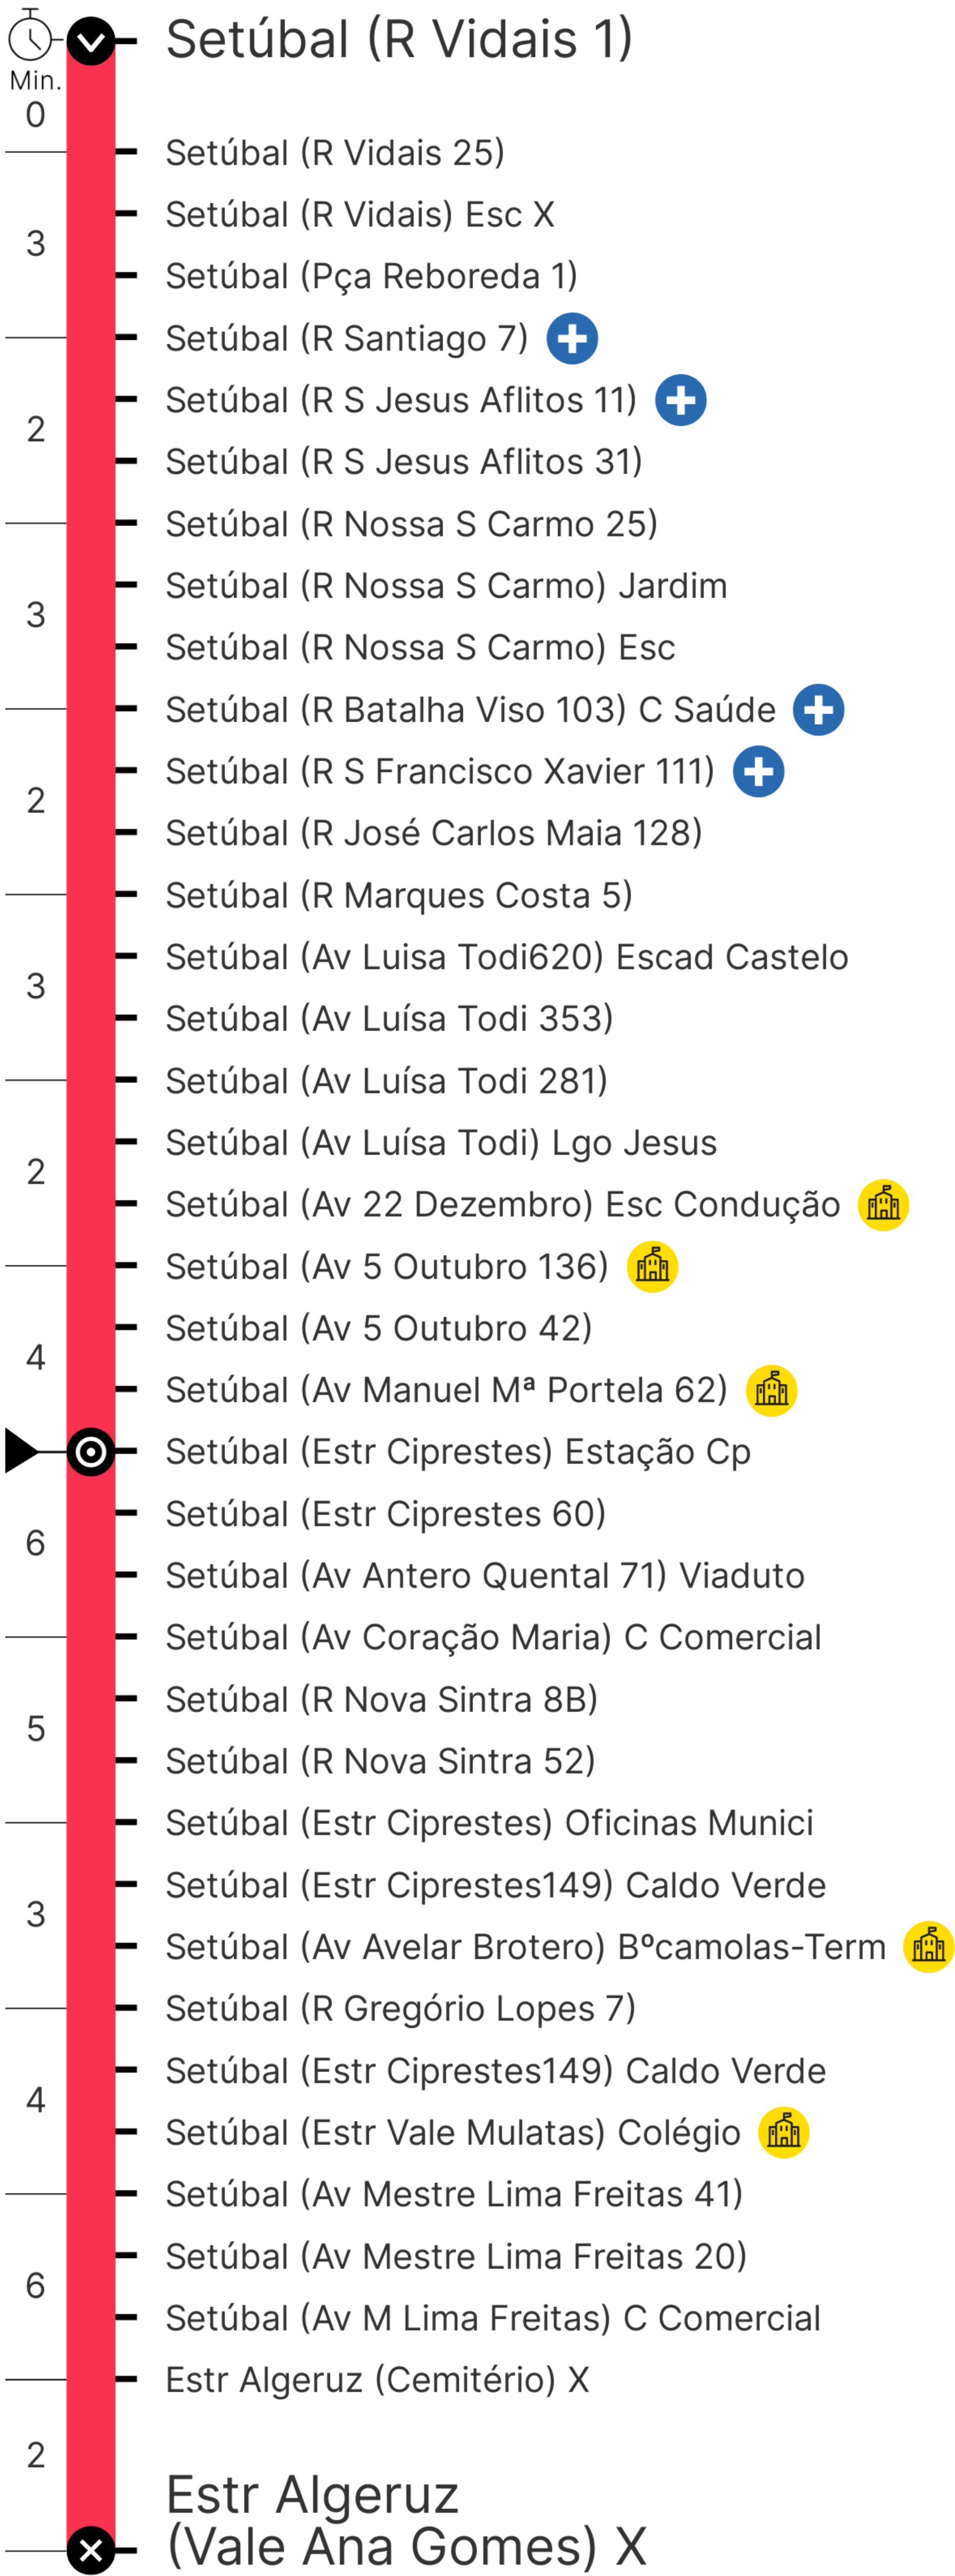 Setúbal (R Vidais 1)
Min.
0
Setúbal (R Vidais 25)
Setúbal (R Vidais) Esc X
3
Setúbal (Pça Reboreda 1)
Setúbal (R Santiago 7)
Setúbal (R S Jesus Aflitos 11)
2
Setúbal (R S Jesus Aflitos 31)
Setúbal (R Nossa S Carmo 25)
Setúbal (R Nossa S Carmo) Jardim
3
Setúbal (R Nossa S Carmo) Esc
Setúbal (R Batalha Viso 103) C Saúde
Setúbal (R S Francisco Xavier 111)
2
Setúbal (R José Carlos Maia 128)
Setúbal (R Marques Costa 5)
Setúbal (Av Luisa Todi620) Escad Castelo
3
Setúbal (Av Luísa Todi 353)
Setúbal (Av Luísa Todi 281)
Setúbal (Av Luísa Todi) Lgo Jesus
2
Setúbal (Av 22 Dezembro) Esc Condução
Setúbal (Av 5 Outubro 136)
Setúbal (Av 5 Outubro 42)
4
Setúbal (Av Manuel Mª Portela 62)
Setúbal (Estr Ciprestes) Estação Cp
Setúbal (Estr Ciprestes 60)
6
Setúbal (Av Antero Quental 71) Viaduto
Setúbal (Av Coração Maria) C Comercial
Setúbal (R Nova Sintra 8B)
5
Setúbal (R Nova Sintra 52)
Setúbal (Estr Ciprestes) Oficinas Munici
Setúbal (Estr Ciprestes149) Caldo Verde
3
Setúbal (Av Avelar Brotero) Bºcamolas-Term
Setúbal (R Gregório Lopes 7)
Setúbal (Estr Ciprestes149) Caldo Verde
4
Setúbal (Estr Vale Mulatas) Colégio
Setúbal (Av Mestre Lima Freitas 41)
Setúbal (Av Mestre Lima Freitas 20)
6
Setúbal (Av M Lima Freitas) C Comercial
Estr Algeruz (Cemitério) X
2
Estr Algeruz
(Vale Ana Gomes) X